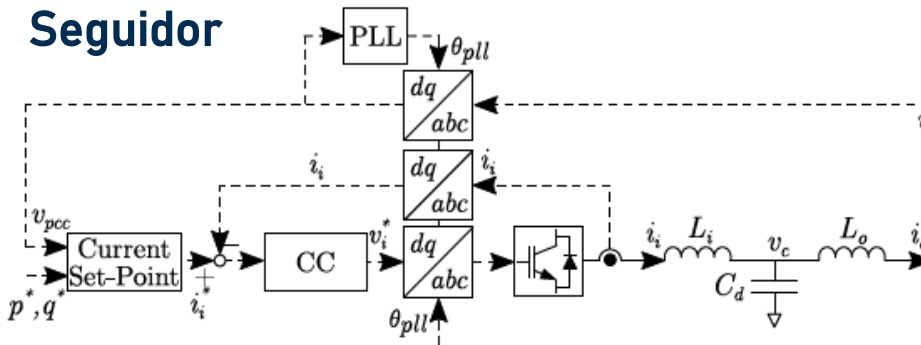 Seguidor
PLL
θpll
dq
abc
v
ii
dq
abc
ii
vpcc
Current
Set-Point
p*,q*
ii*
CC
vi*
dq
abc
θpll
ii
Li
vc
Lo
Cd